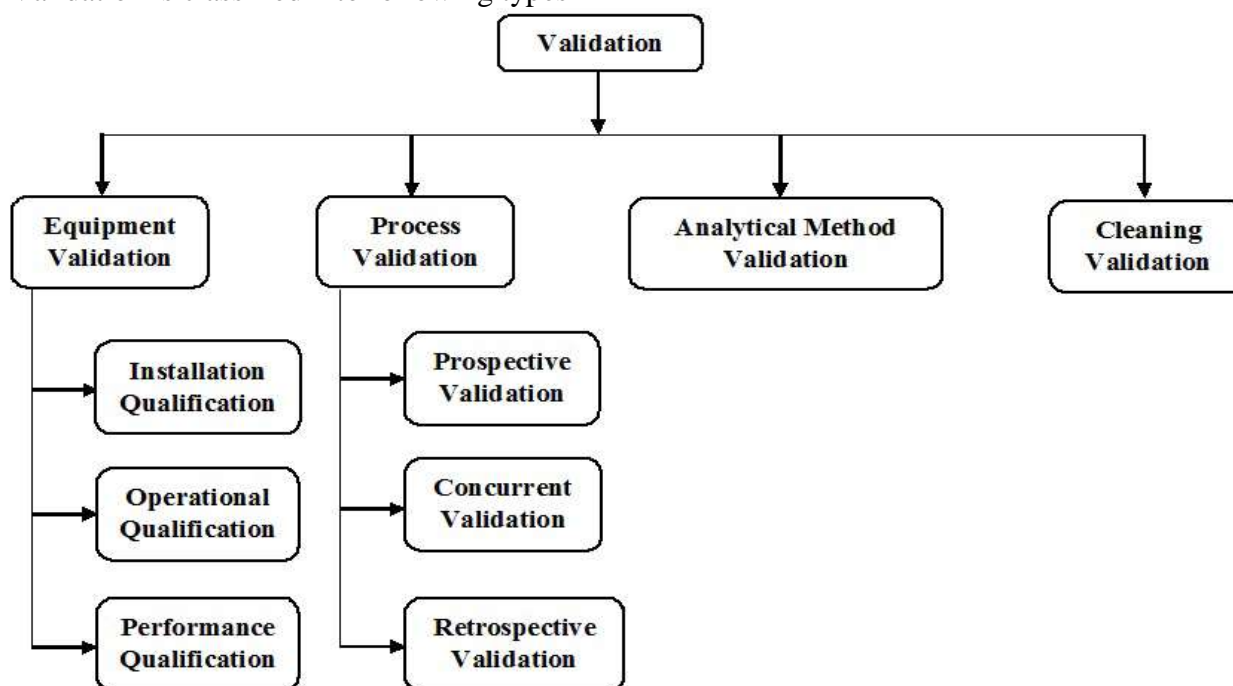 Validation
Equipment
Validation
Process
Validation
Analytical Method
Validation
Cleaning
Validation
Installation
Qualification
Prospective
Validation
Operational
Qualification
Concurrent
Validation
Performance
Qualification
Retrospective
Validation